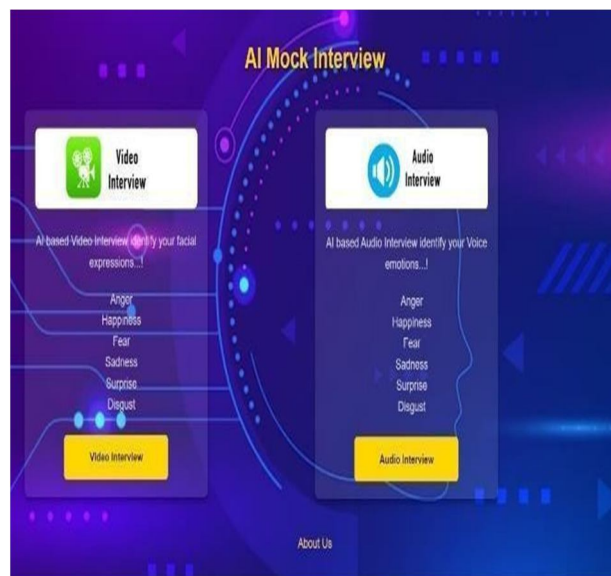 AI Mock Interview
Video
Interview
AI based Video Interview identify your facial
expressions...!
Anger
Happiness
Fear
Sadness
Surprise
Disgust
Video Interview
Audio
Interview
AI based Audio Interview identify your Voice
emotions...!
Anger
Happiness
Fear
Sadness
Surprise
Disgust
Audio Interview
About Us